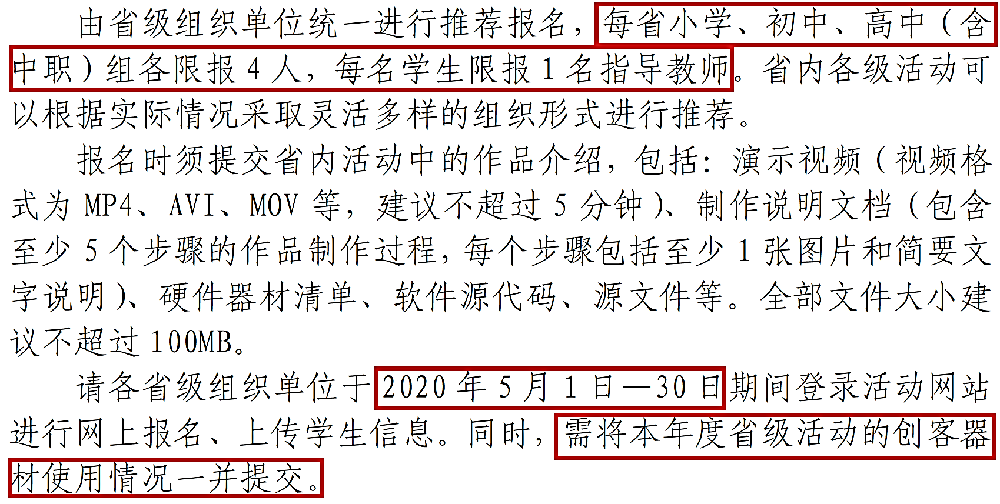 由省级组织单位统一进行推荐报名，每省小学、初中、高中（含
中职）组各限报 4 人，每名学生限报 1 名指导教师。省内各级活动可
以根据实际情况采取灵活多样的组织形式进行推荐。
报名时须提交省内活动中的作品介绍，包括：演示视频（视频格
式为 MP4、AVI、MOV 等，建议不超过 5 分钟）、制作说明文档（包含
至少 5 个步骤的作品制作过程，每个步骤包括至少 1 张图片和简要文
字说明）、硬件器材清单、软件源代码、源文件等。全部文件大小建
议不超过 100MB。
请各省级组织单位于 2020 年 5 月 1 日—30 日期间登录活动网站
进行网上报名、上传学生信息。同时，需将本年度省级活动的创客器
材使用情况一并提交。